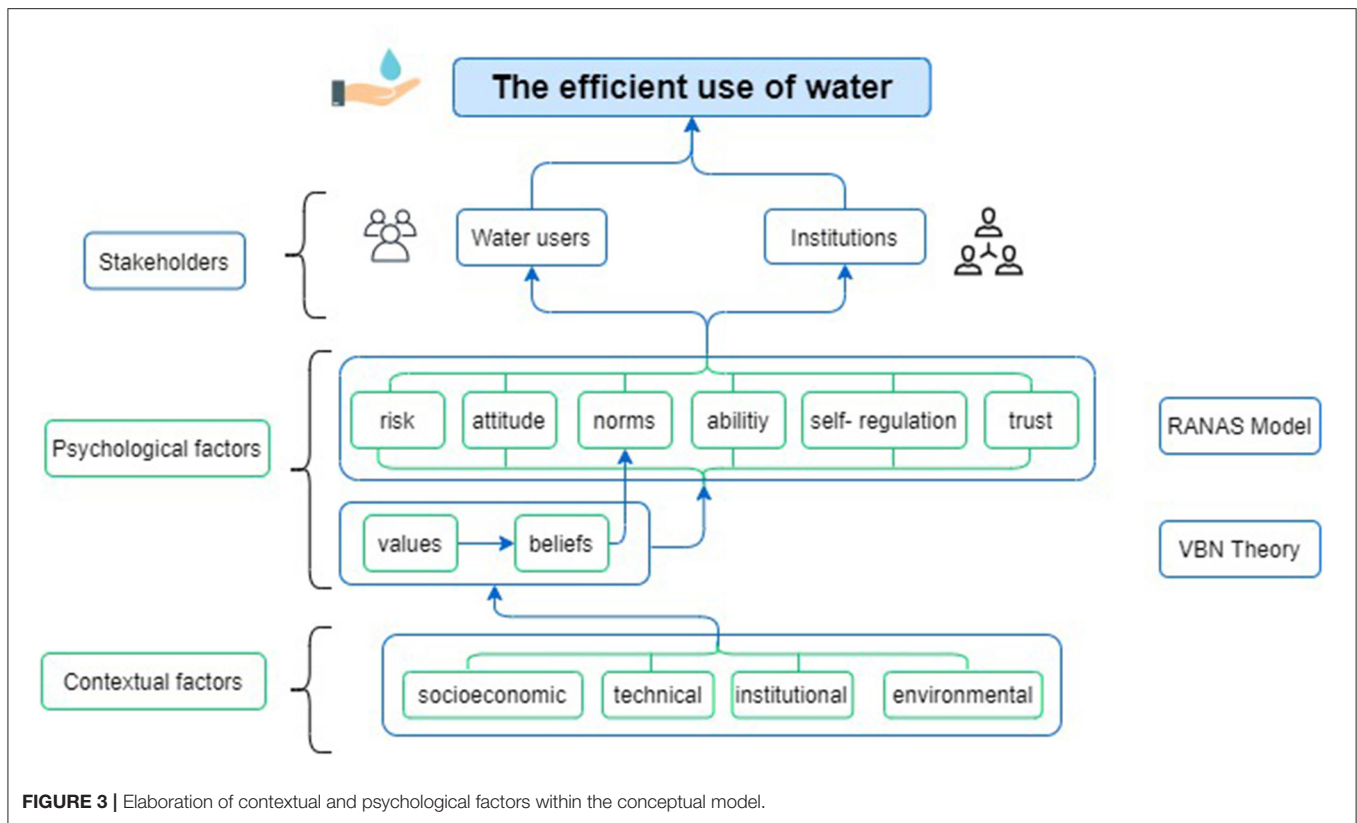 The efficient use of water
Stakeholders
Water users
Institutions
Psychological factors
risk
attitude
norms
abilitiy
self- regulation
trust
RANAS Model
values
beliefs
VBN Theory
Contextual factors
socioeconomic
technical
institutional
environmental
FIGURE 3 | Elaboration of contextual and psychological factors within the conceptual model.